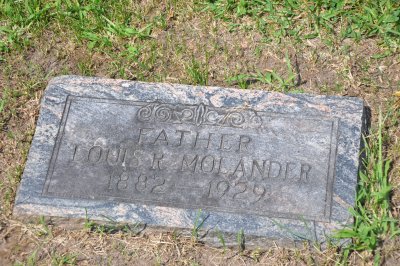 FATHER
LOUIS R. MOLANDER
1882 1929